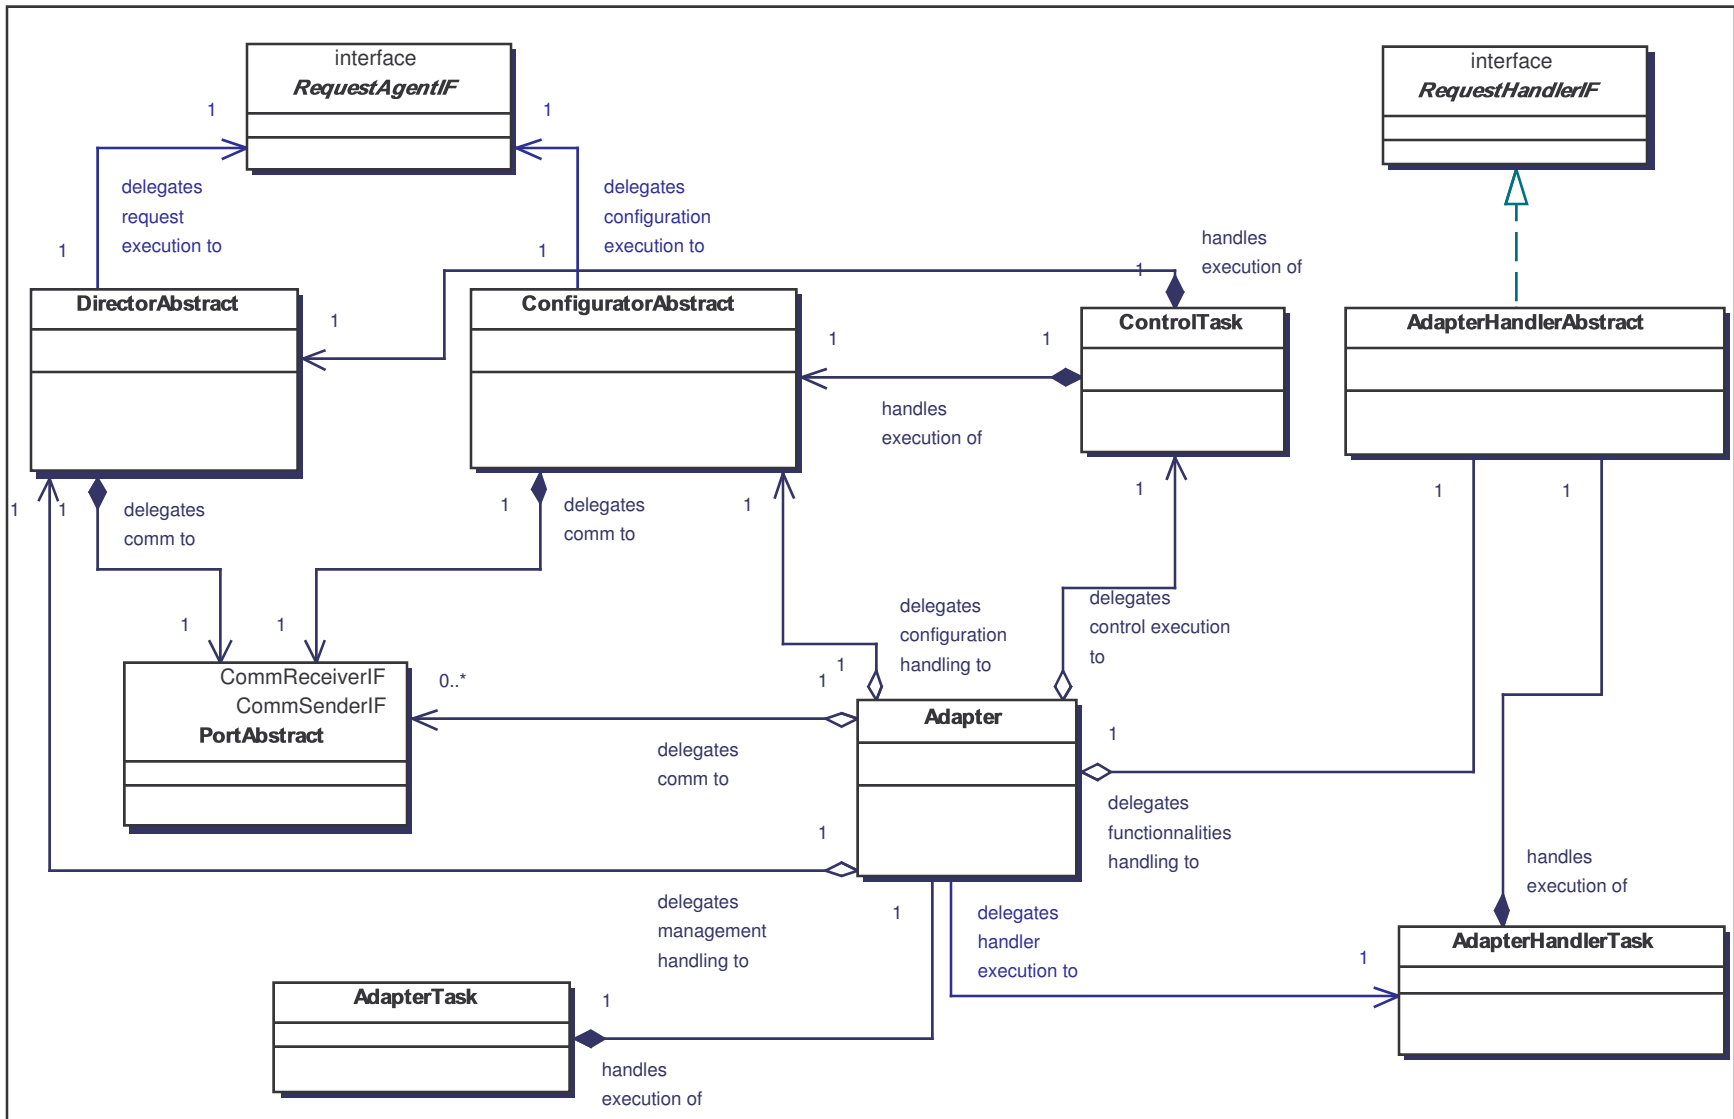 interface
RequestAgentIF
interface
RequestHandlerIF
1
1
delegates
request
execution to
delegates
configuration
execution to
1
1
handles
execution of
1
DirectorAbstract
ConfiguratorAbstract
ControlTask
AdapterHandlerAbstract
1
1
1
handles
execution of
1
1
delegates
comm to
1
delegates
comm to
1
1
1
1
1
1
delegates
configuration
handling to
delegates
control execution
to
1
1
CommReceiverIF
CommSenderIF
PortAbstract
0..*
Adapter
delegates
comm to
1
delegates
functionnalities
handling to
1
delegates
management
handling to
1
delegates
handler
execution to
1
handles
execution of
AdapterHandlerTask
AdapterTask
1
handles
execution of